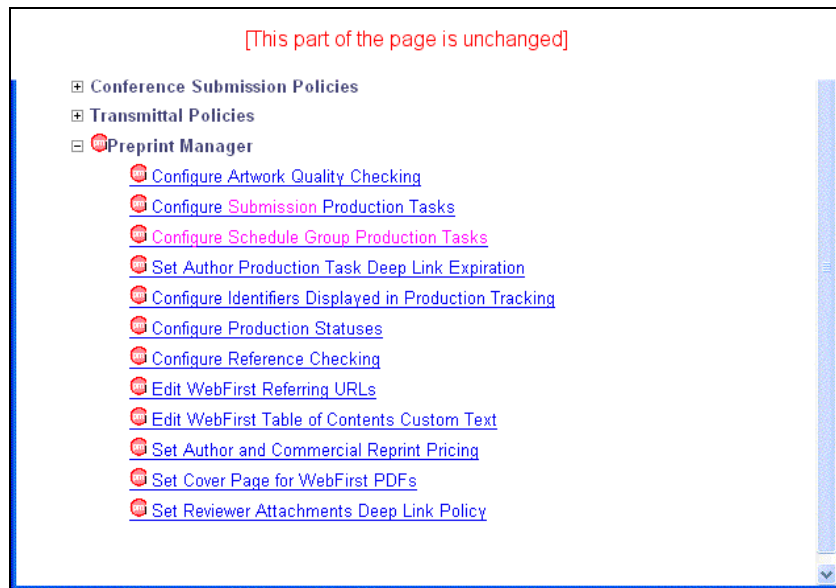 [This part of the page is unchanged]
Conference Submission Policies
Transmittal Policies
Preprint Manager
Configure Artwork Quality Checking
Configure Submission Production Tasks
Configure Schedule Group Production Tasks
Set Author Production Task Deep Link Expiration
Configure Identifiers Displayed in Production Tracking
Configure Production Statuses
Configure Reference Checking
Edit WebFirst Referring URLs
Edit WebFirst Table of Contents Custom Text
Set Author and Commercial Reprint Pricing
Set Cover Page for WebFirst PDFs
Set Reviewer Attachments Deep Link Policy